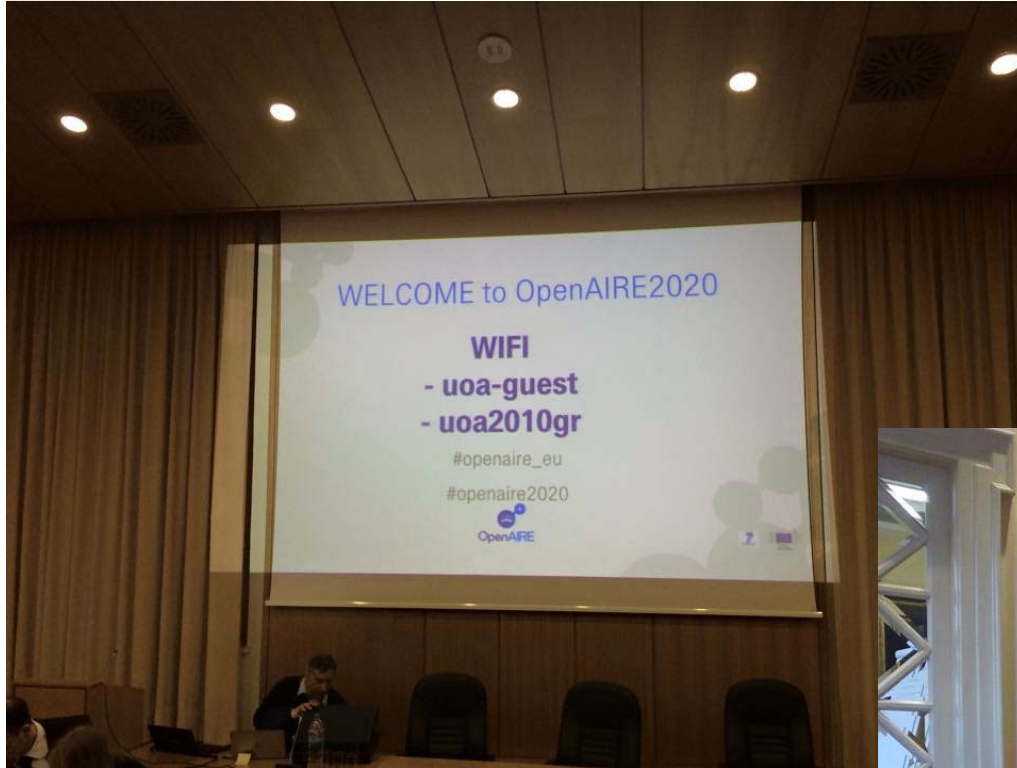 WELCOME to OpenAIRE2020
WIFI
- uoa-guest
- uoa2010gr
#openaire_eu
#openaire2020
OpenAIRE